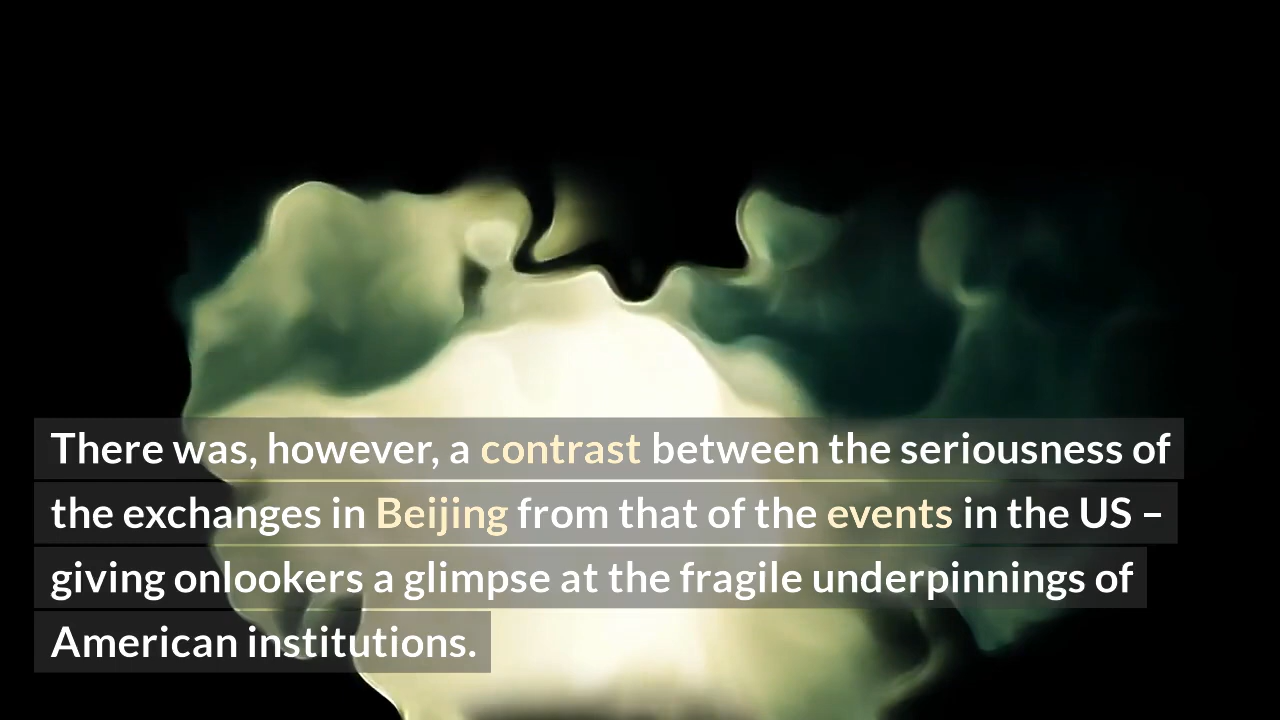 There was, however, a contrast between the seriousness of
the exchanges in Beijing from that of the events in the US –
giving onlookers a glimpse at the fragile underpinnings of
American institutions.